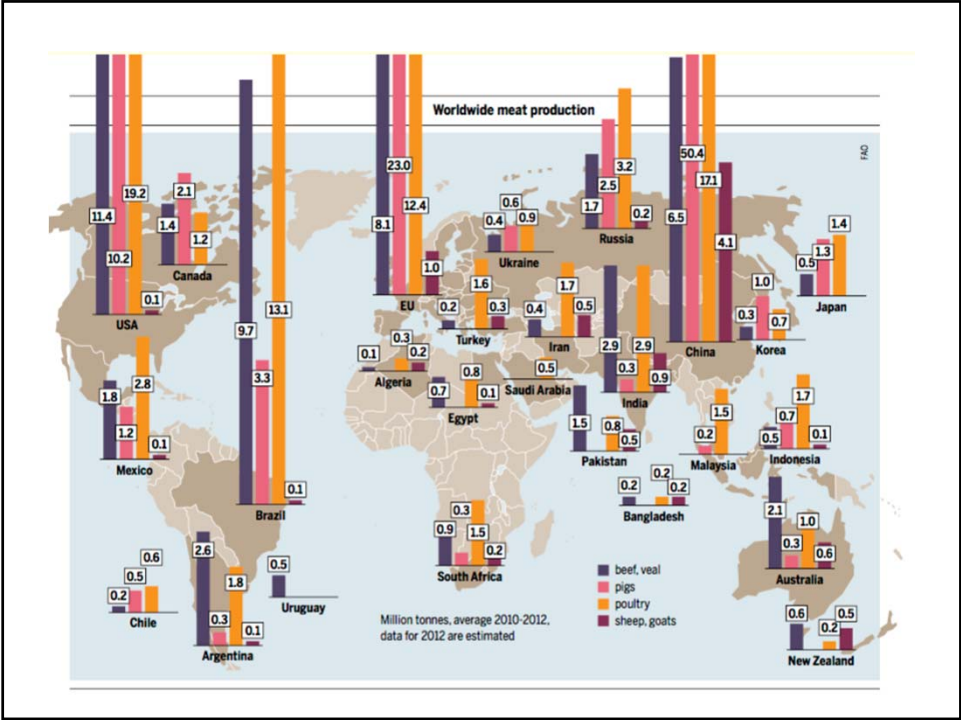 Worldwide meat production
FAO
11.4
10.2
19.2
0.1
USA
1.4
2.1
1.2
Canada
1.8
1.2
2.8
0.1
Mexico
9.7
3.3
13.1
0.1
Brazil
0.2
0.5
0.6
Chile
2.6
0.3
1.8
0.1
Argentina
0.5
Uruguay
8.1
23.0
12.4
1.0
EU
0.4
0.6
0.9
Ukraine
1.7
2.5
3.2
0.2
Russia
0.2
1.6
0.3
Turkey
0.4
1.7
0.5
Iran
0.1
0.3
0.2
Algeria
0.7
0.8
0.1
Egypt
0.5
Saudi Arabia
2.9
0.3
2.9
0.9
India
1.5
0.8
0.5
Pakistan
0.2
0.2
0.2
Bangladesh
6.5
50.4
17.1
4.1
China
0.3
1.0
0.7
Korea
0.5
1.3
1.4
Japan
0.2
1.5
Malaysia
0.5
0.7
1.7
0.1
Indonesia
0.9
0.3
1.5
0.2
South Africa
2.1
0.3
1.0
0.6
Australia
0.6
0.2
0.5
New Zealand
beef, veal
pigs
poultry
sheep, goats
Million tonnes, average 2010-2012,
data for 2012 are estimated